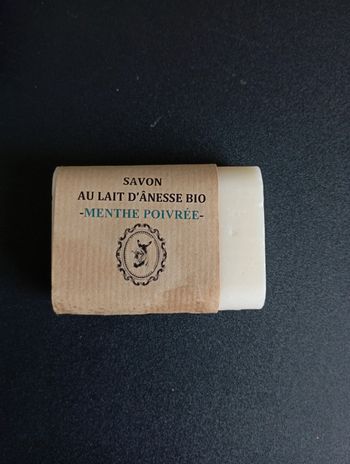 SAVON
AU LAIT D'ÂNESSE BIO
-MENTHE POIVRÉE-